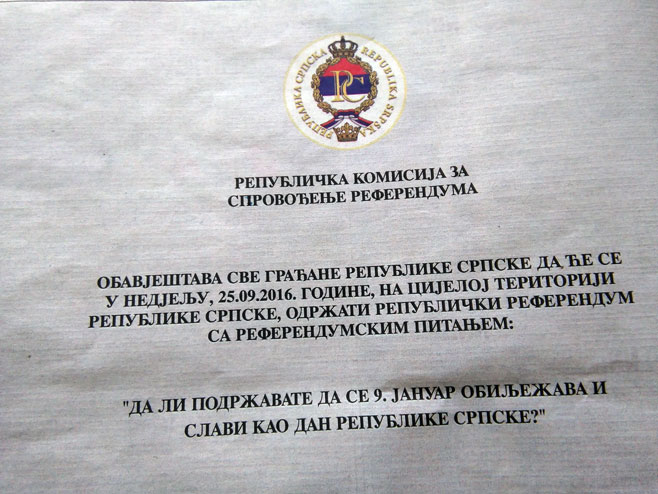 РЕПУБЛИКА СРПСКА REPUBLIKA SRPSKA
РС
РЕПУБЛИЧКА КОМИСИЈА ЗА
СПРОВОЂЕЊЕ РЕФЕРЕНДУМА
ОБАВЈЕШТАВА СВЕ ГРАЂАНЕ РЕПУБЛИКЕ СРПСКЕ ДА ЋЕ СЕ
У НЕДЈЕЉУ, 25.09.2016. ГОДИНЕ, НА ЦИЈЕЛОЈ ТЕРИТОРИЈИ
РЕПУБЛИКЕ СРПСКЕ, ОДРЖАТИ РЕПУБЛИЧКИ РЕФЕРЕНДУМ
СА РЕФЕРЕНДУМСКИМ ПИТАЊЕМ:
"ДА ЛИ ПОДРЖАВАТЕ ДА СЕ 9. ЈАНУАР ОБИЉЕЖАВА И
СЛАВИ КАО ДАН РЕПУБЛИКЕ СРПСКЕ?"